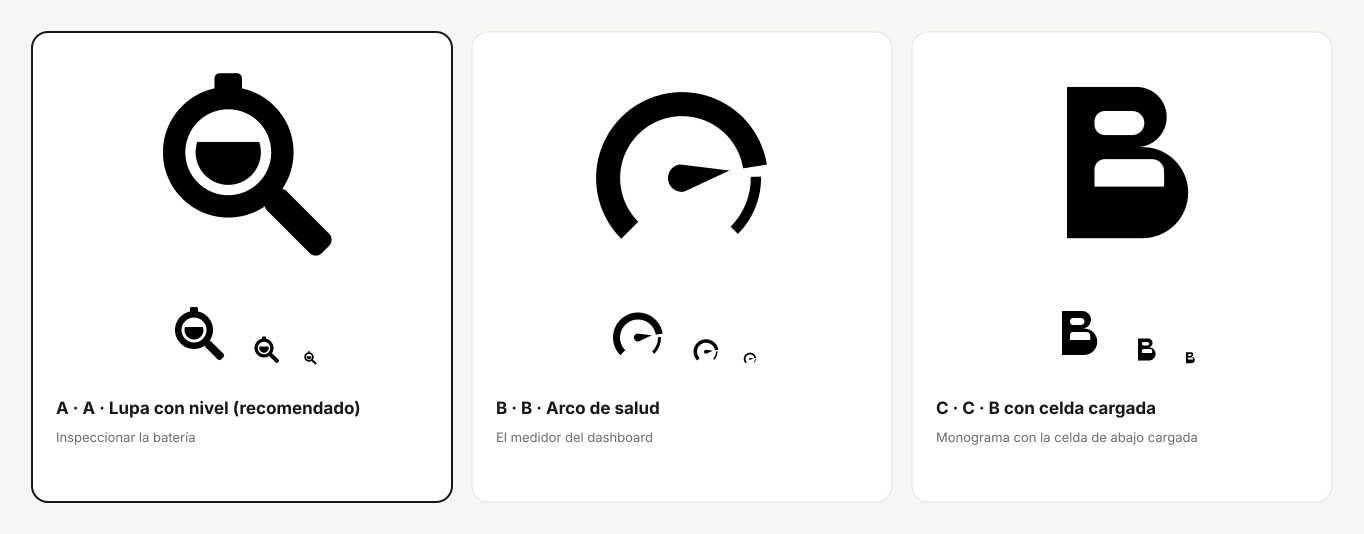 A · A · Lupa con nivel (recomendado)
Inspeccionar la batería
B · B · Arco de salud
El medidor del dashboard
C · C · B con celda cargada
Monograma con la celda de abajo cargada